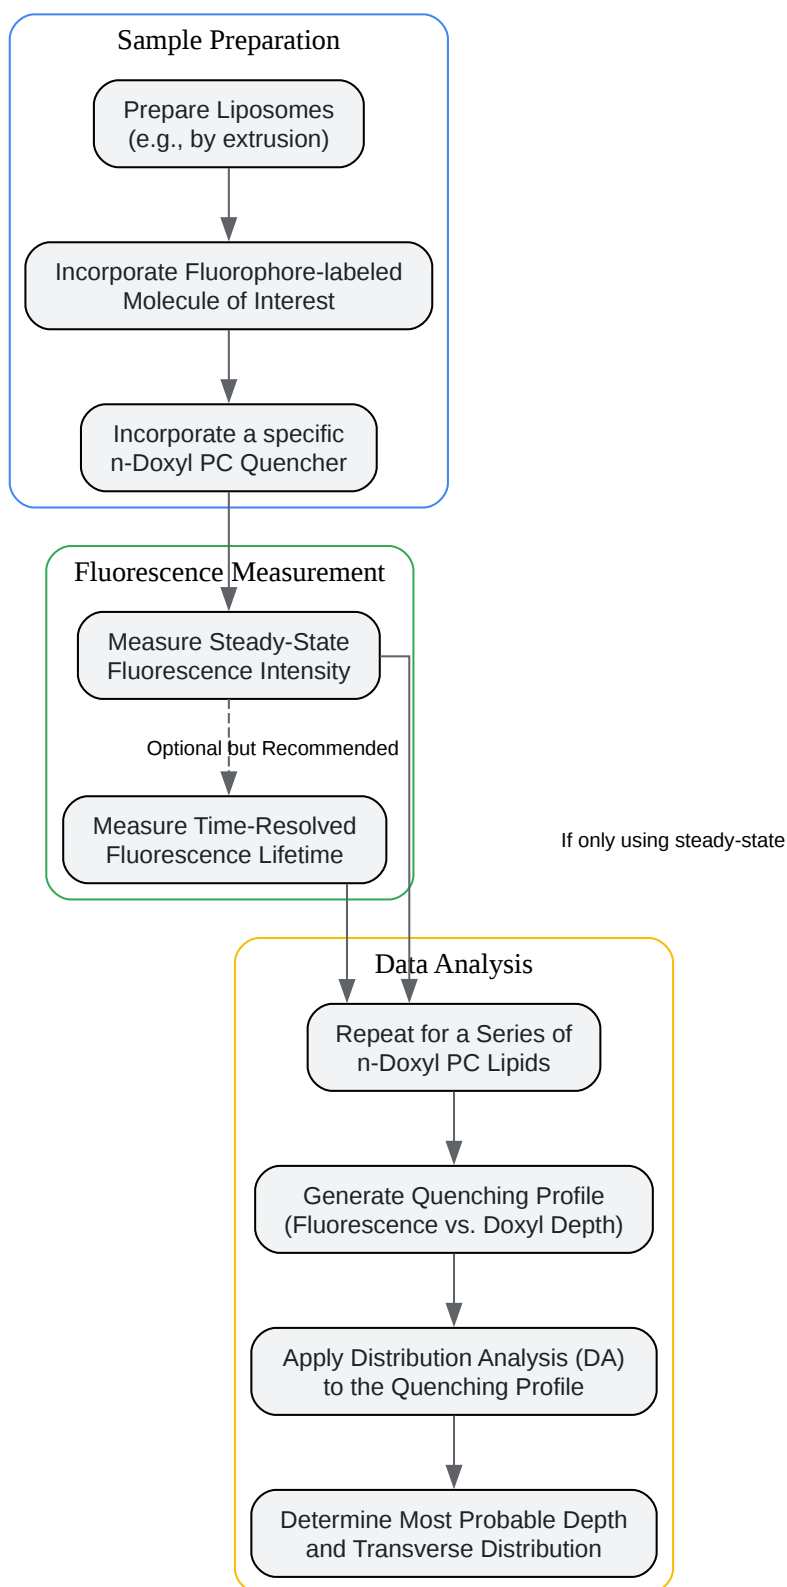 Sample Preparation
Prepare Liposomes
(e.g., by extrusion)
Incorporate Fluorophore-labeled
Molecule of Interest
Incorporate a specific
n-Doxyl PC Quencher
Fluorescence Measurement
Measure Steady-State
Fluorescence Intensity
Optional but Recommended
Measure Time-Resolved
Fluorescence Lifetime
If only using steady-state
Data Analysis
Repeat for a Series of
n-Doxyl PC Lipids
Generate Quenching Profile
(Fluorescence vs. Doxyl Depth)
Apply Distribution Analysis (DA)
to the Quenching Profile
Determine Most Probable Depth
and Transverse Distribution